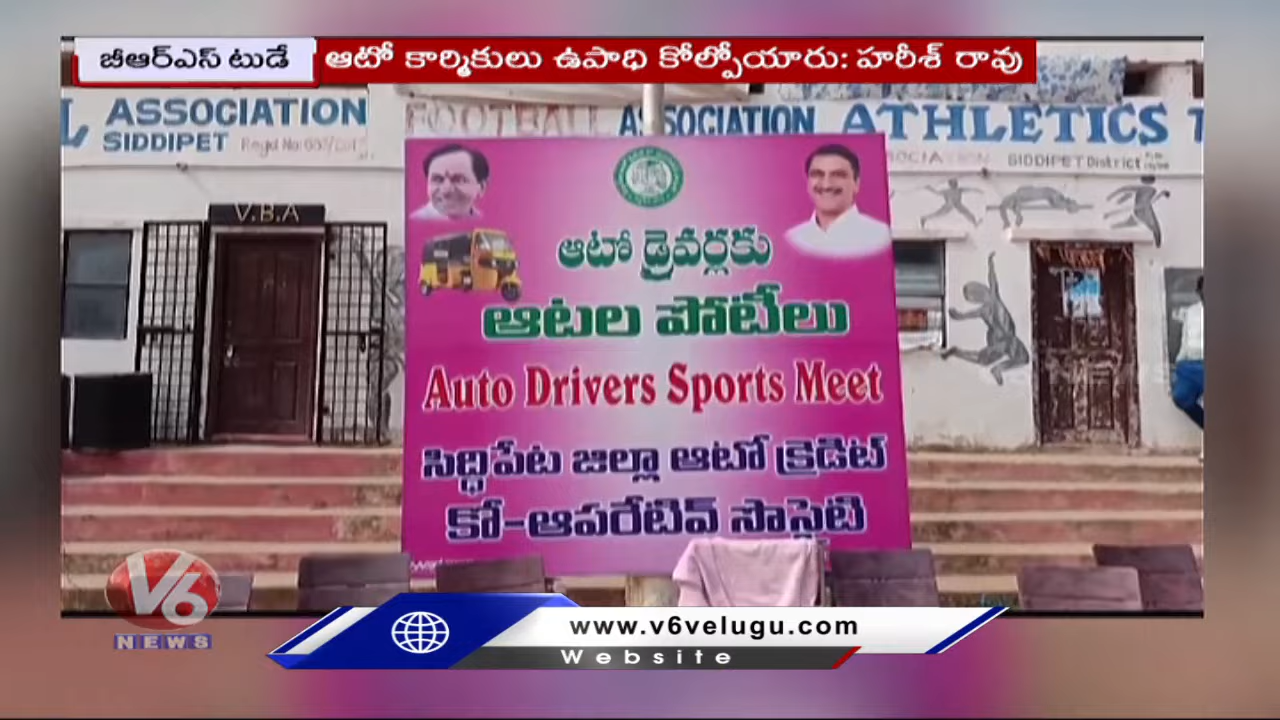 బీఆర్ఎస్ టుడే
ఆటో కార్మికులు ఉపాధి కోల్పోయారు: హరీశ్ రావు
ASSOCIATION
SIDDIPET
FOOTBALL ASSOCIATION
ATHLETICS
SIDDIPET District
V.B.A
ఆటో డ్రైవర్లకు
ఆటల పోటీలు
Auto Drivers Sports Meet
సిద్ధిపేట జిల్లా ఆటో క్రెడిట్
కో-ఆపరేటివ్ సొసైటి
V6
NEWS
www.v6velugu.com
Website